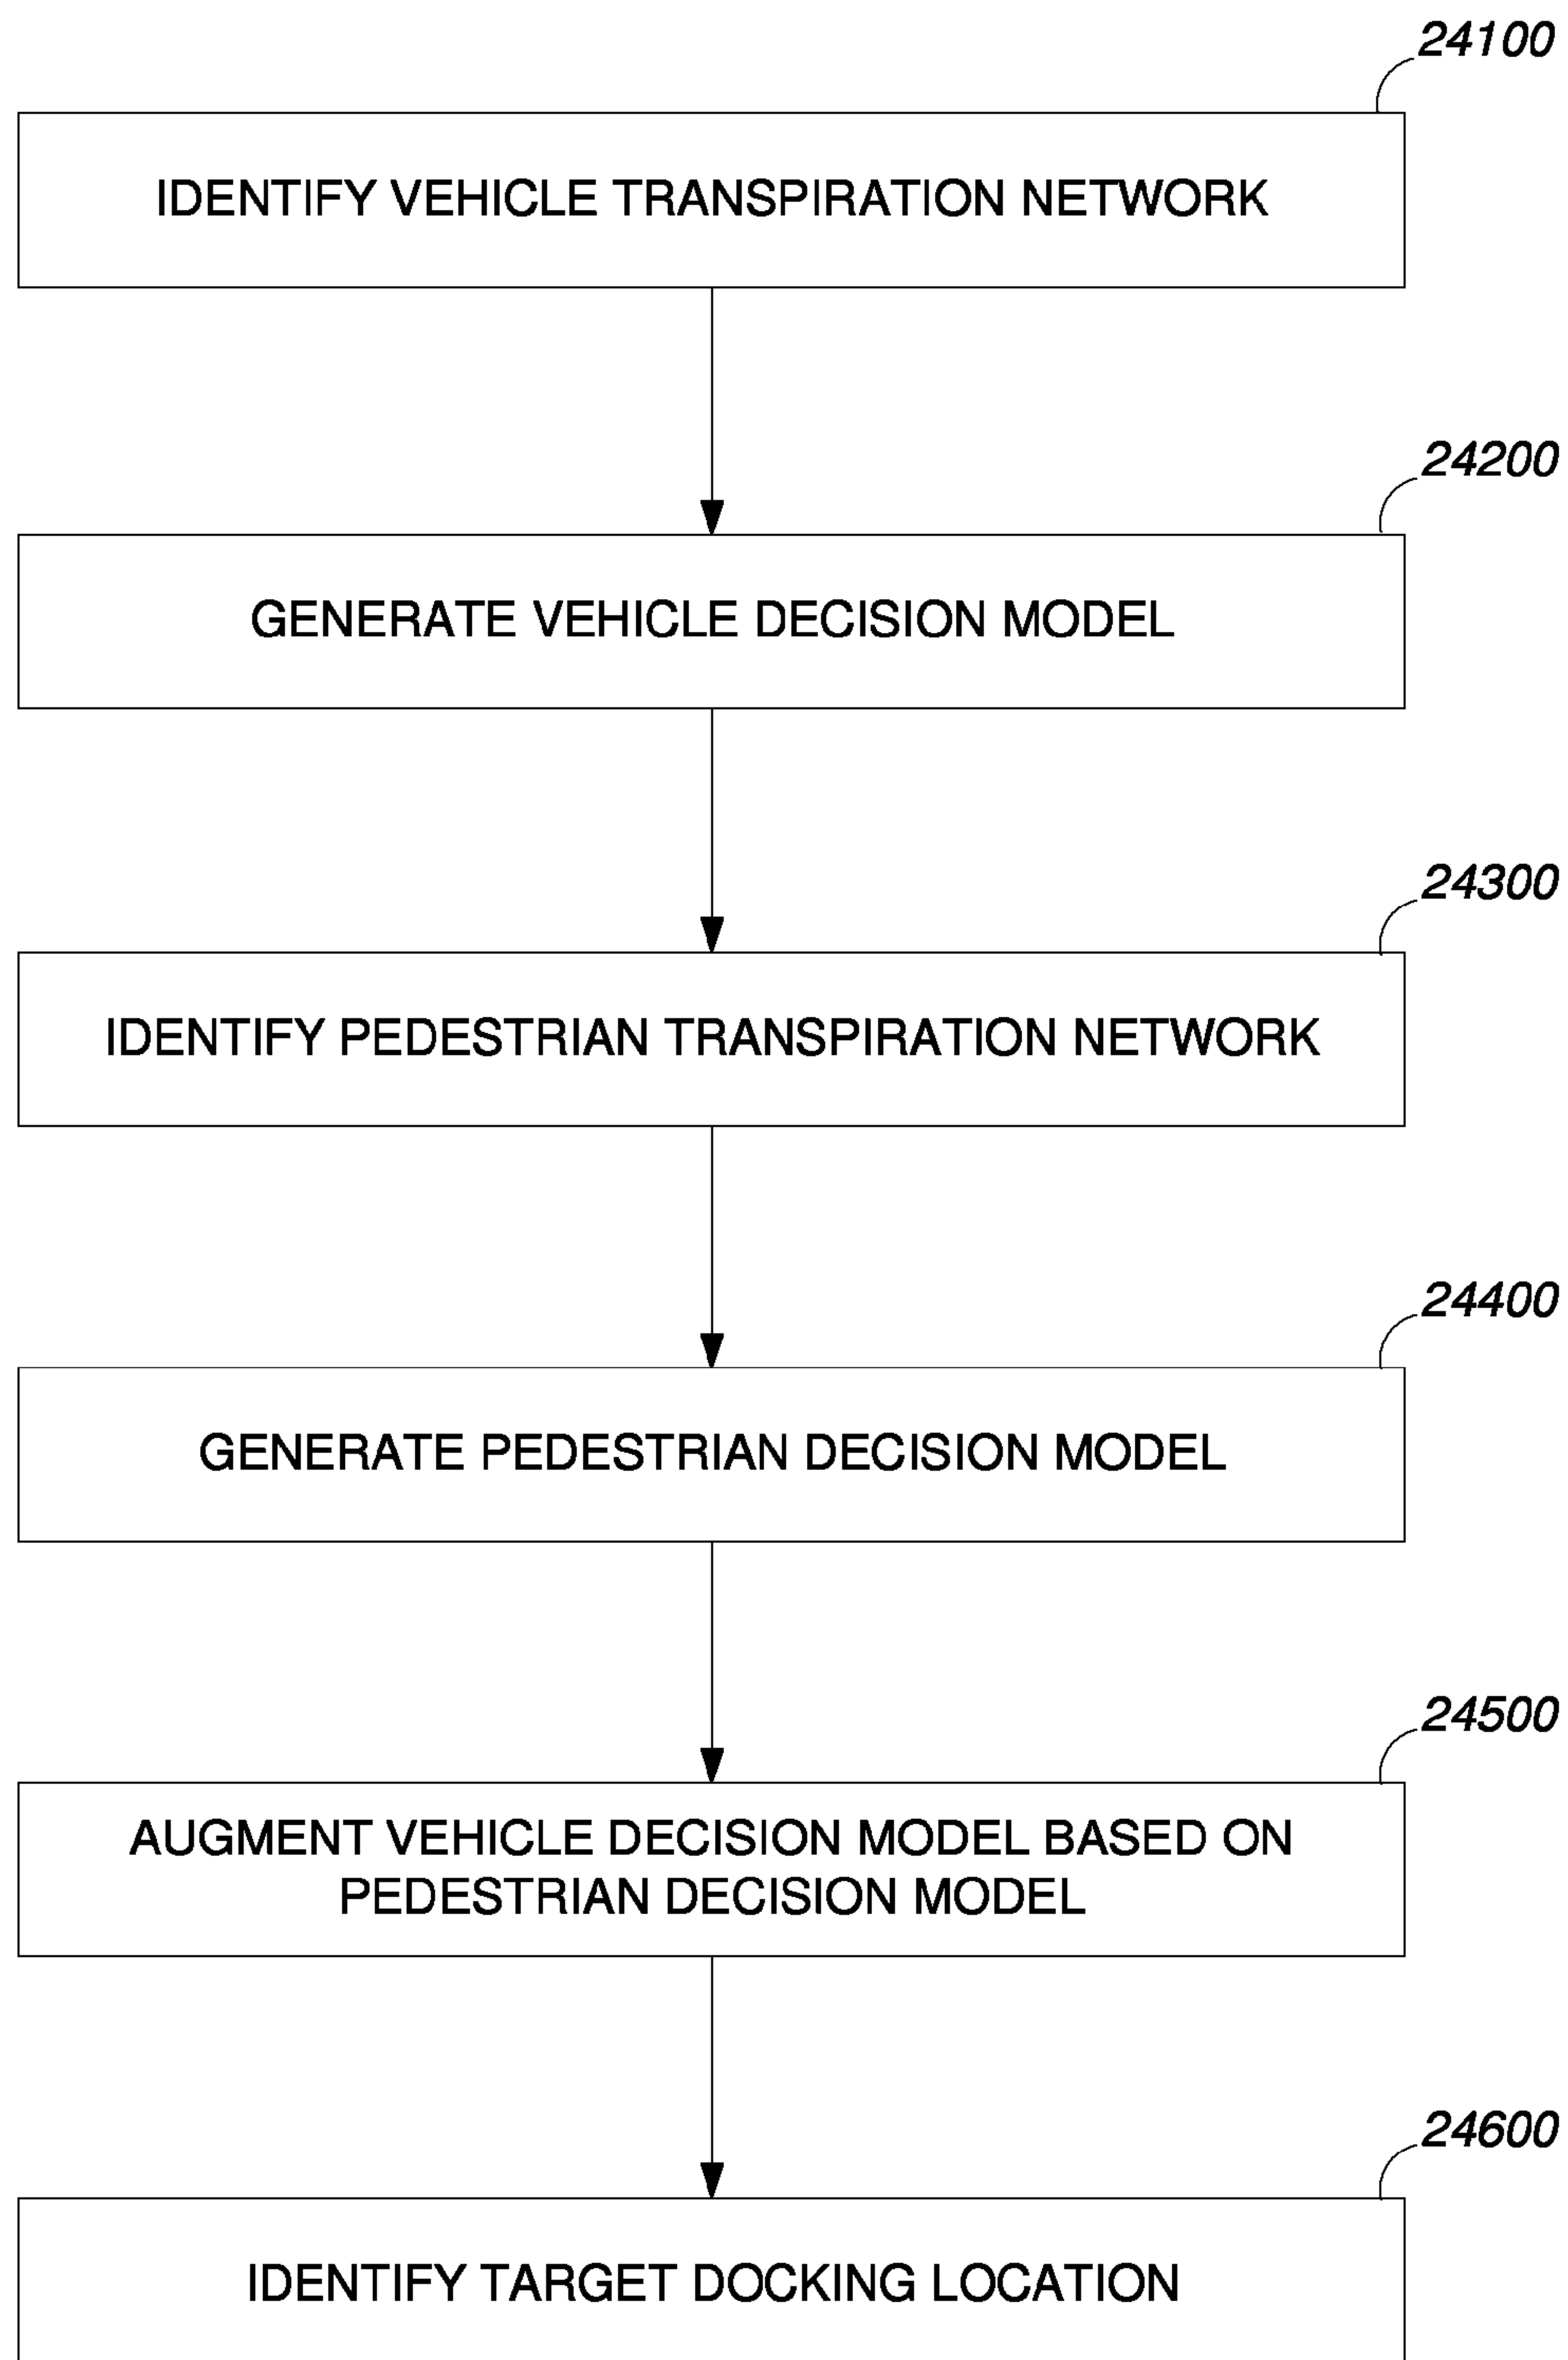 24100
IDENTIFY VEHICLE TRANSPIRATION NETWORK
24200
GENERATE VEHICLE DECISION MODEL
24300
IDENTIFY PEDESTRIAN TRANSPIRATION NETWORK
24400
GENERATE PEDESTRIAN DECISION MODEL
24500
AUGMENT VEHICLE DECISION MODEL BASED ON
PEDESTRIAN DECISION MODEL
24600
IDENTIFY TARGET DOCKING LOCATION